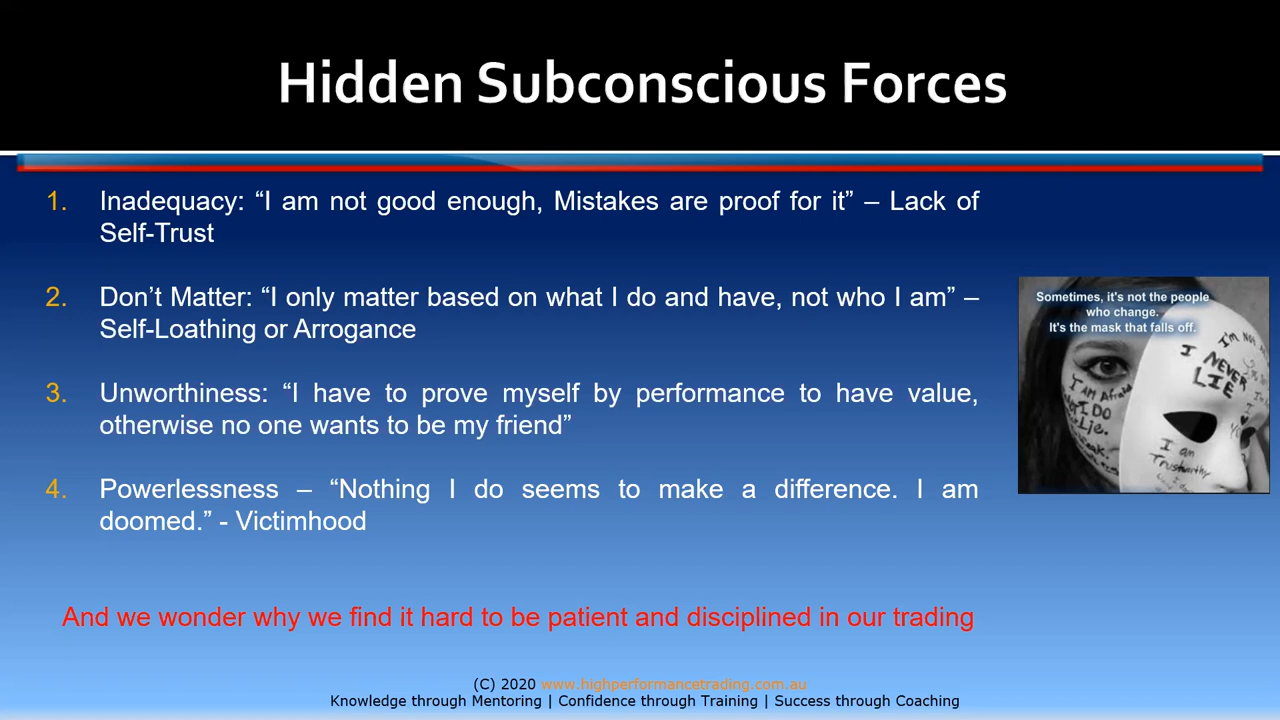 Hidden Subconscious Forces
1. Inadequacy: “I am not good enough, Mistakes are proof for it” – Lack of
Self-Trust
2. Don’t Matter: “I only matter based on what I do and have, not who I am” –
Self-Loathing or Arrogance
3. Unworthiness: “I have to prove myself by performance to have value,
otherwise no one wants to be my friend”
4. Powerlessness – “Nothing I do seems to make a difference. I am
doomed.” - Victimhood
Sometimes, it's not the people
who change.
It's the mask that falls off.
I NEVER
LIE
I AM Afraid
I DO
Lie.
I am
Trustworthy
And we wonder why we find it hard to be patient and disciplined in our trading
(C) 2020 www.highperformancetrading.com.au
Knowledge through Mentoring | Confidence through Training | Success through Coaching